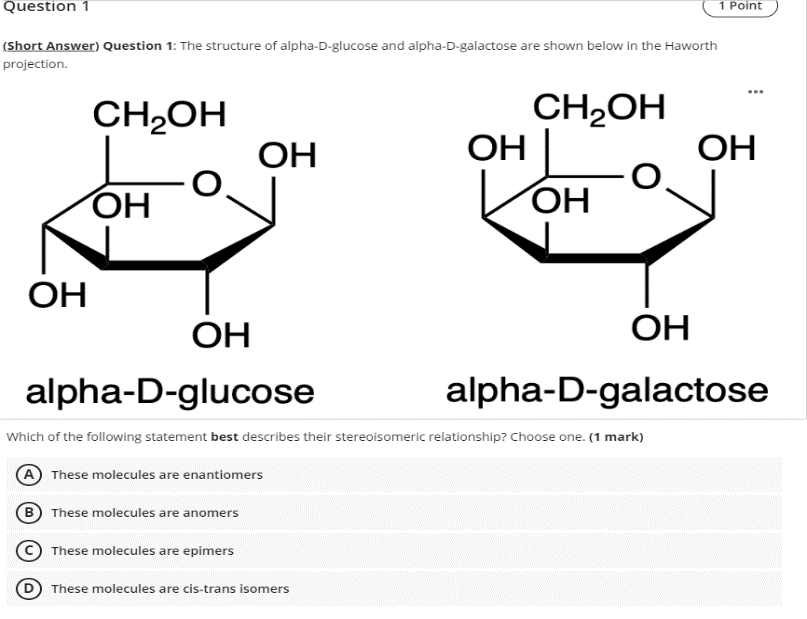 Question 1
1 Point
(Short Answer) Question 1: The structure of alpha-D-glucose and alpha-D-galactose are shown below in the Haworth
projection.
...
CH₂OH
OH
O
OH
OH
OH
alpha-D-glucose
CH₂OH
OH
OH
O
OH
OH
alpha-D-galactose
Which of the following statement best describes their stereoisomeric relationship? Choose one. (1 mark)
A These molecules are enantiomers
B These molecules are anomers
C These molecules are epimers
D These molecules are cis-trans isomers